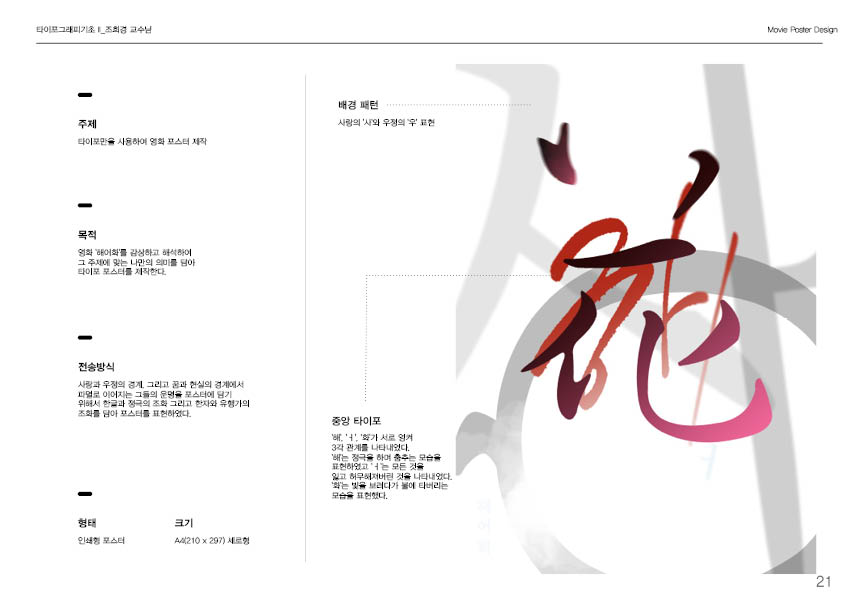 타이포그래피기초 II_조희경 교수님
Movie Poster Design
주제
타이포만을 사용하여 영화 포스터 제작
목적
영화 '해어화'를 감상하고 해석하여
그 주제에 맞는 나만의 의미를 담아
타이포 포스터를 제작한다.
전송방식
사랑과 우정의 경계, 그리고 꿈과 현실의 경계에서
파멸로 이어지는 그들의 운명을 포스터에 담기
위해서 한글과 정극의 조화 그리고 한자와 유행가의
조화를 담아 포스터를 표현하였다.
형태
크기
인쇄형 포스터
A4(210 x 297) 세로형
배경 패턴
사랑의 '사'와 우정의 '우' 표현
중앙 타이포
'해', 'ㅓ', '화'가 서로 엉켜
3각 관계를 나타내었다.
'해'는 정극을 하며 춤추는 모습을
표현하였고 'ㅓ'는 모든 것을
잃고 허무해져버린 것을 나타내었다.
'화'는 빛을 보려다가 불에 타버리는
모습을 표현했다.
花
21